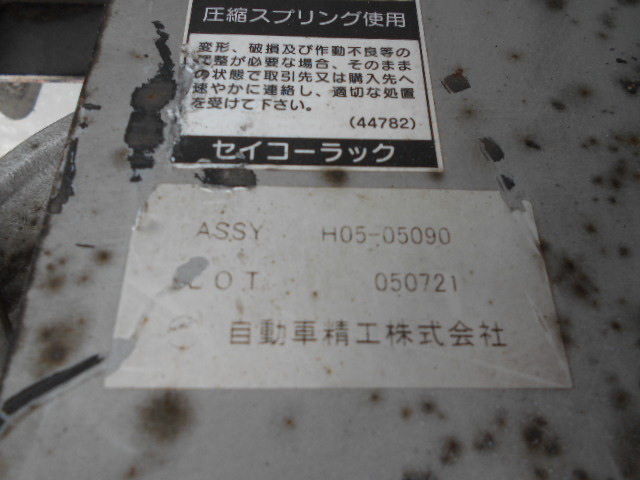 圧縮スプリング使用
変形、破損及び作動不良等の
調整が必要な場合、そのまま
の状態で取引先又は購入先へ
速やかに連絡し、適切な処置
を受けて下さい。
(44782)
セイコーラック
ASSY H05-05090
LOT 050721
自動車精工株式会社